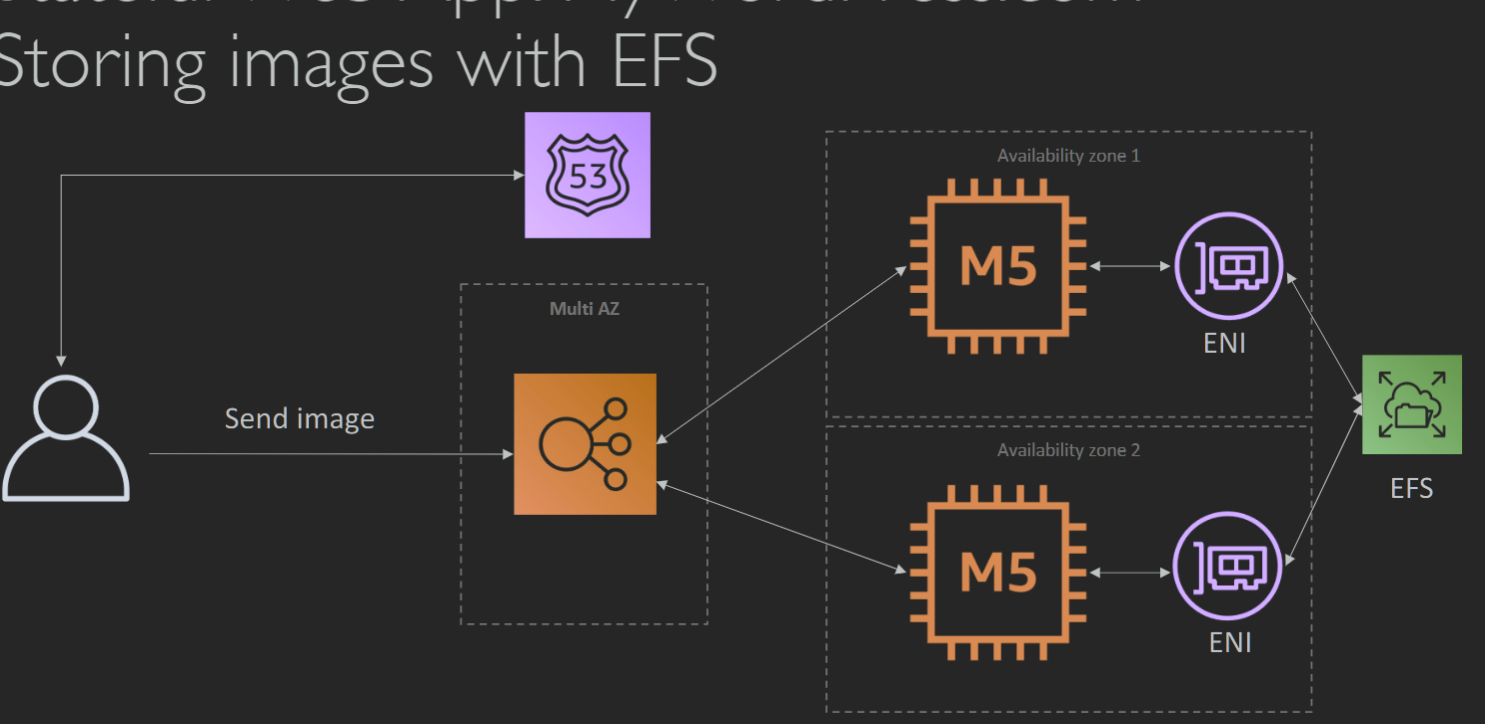 Storing images with EFS
53
Availability zone 1
M5
ENI
Multi AZ
Send image
Availability zone 2
M5
ENI
EFS